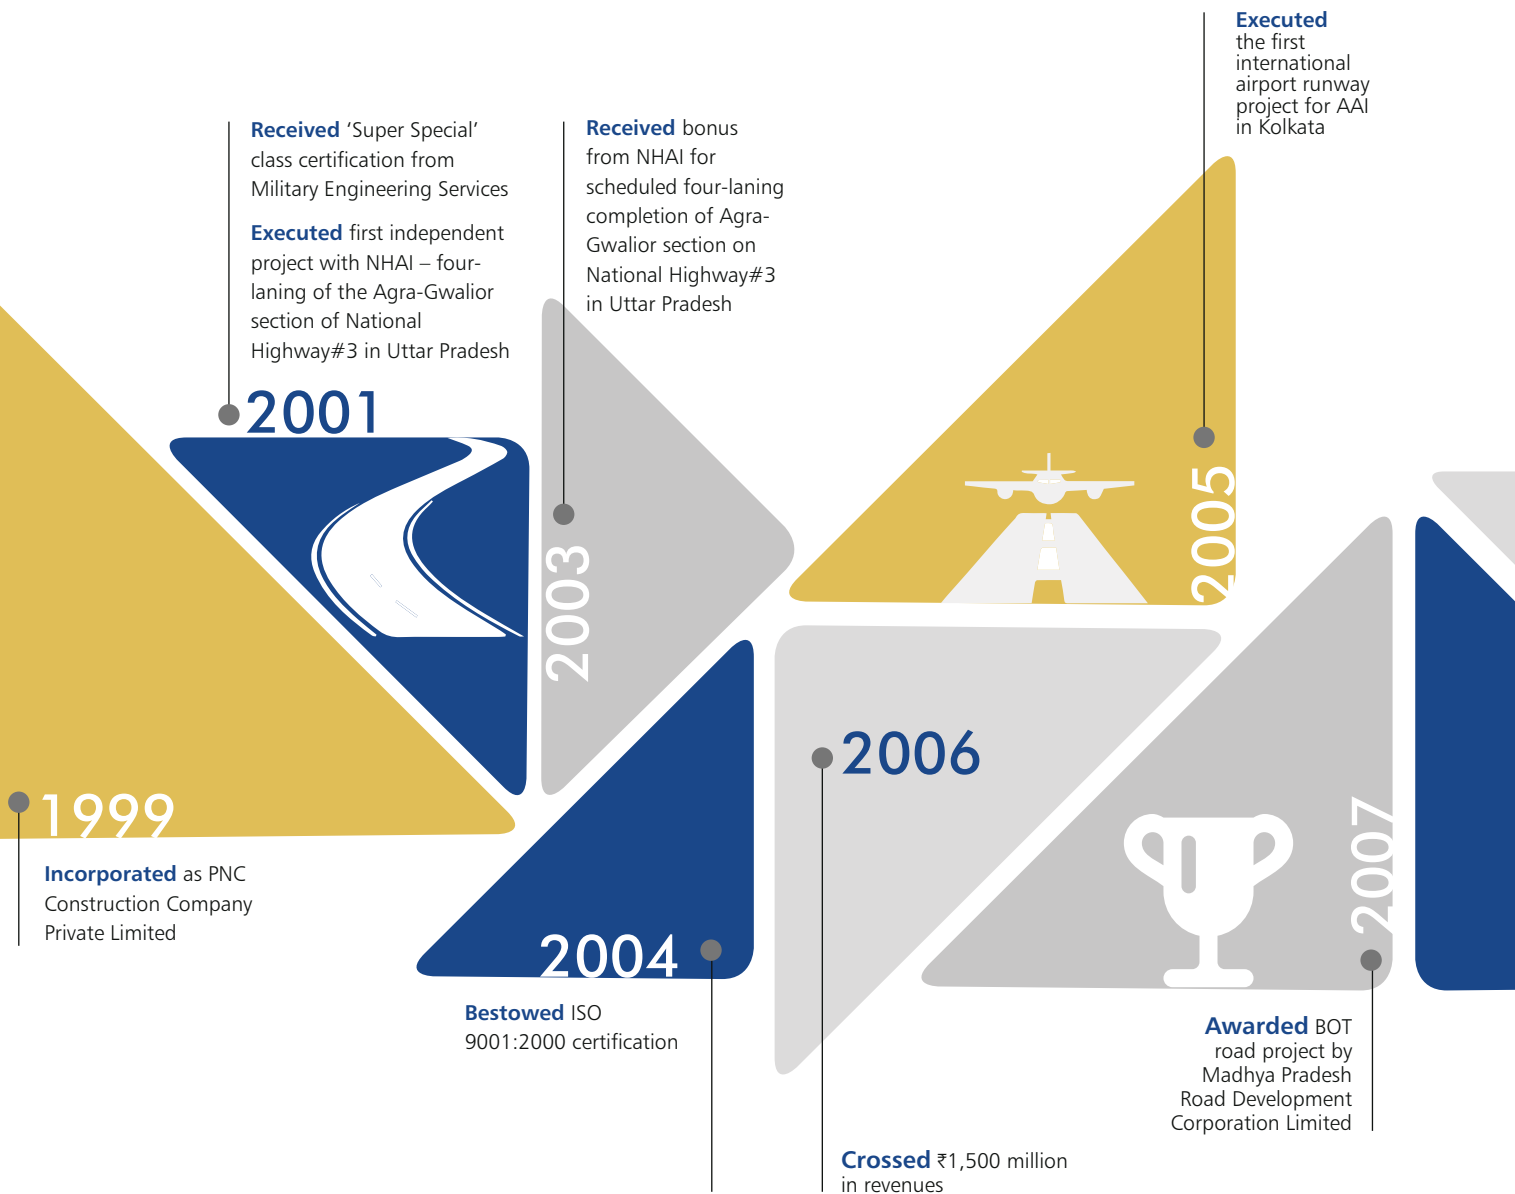 1999
Incorporated as PNC
Construction Company
Private Limited
Received ‘Super Special’
class certification from
Military Engineering Services
Executed first independent
project with NHAI – four-
laning of the Agra-Gwalior
section of National
Highway#3 in Uttar Pradesh
2001
Received bonus
from NHAI for
scheduled four-laning
completion of Agra-
Gwalior section on
National Highway#3
in Uttar Pradesh
2003
2004
Bestowed ISO
9001:2000 certification
Executed
the first
international
airport runway
project for AAI
in Kolkata
2005
2006
Crossed ₹1,500 million
in revenues
2007
Awarded BOT
road project by
Madhya Pradesh
Road Development
Corporation Limited